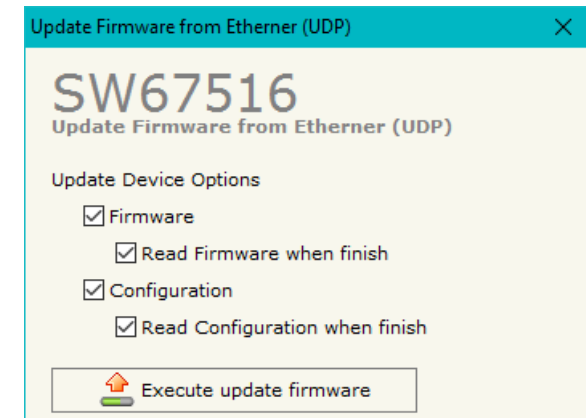 Update Firmware from Etherner (UDP)
SW67516
Update Firmware from Etherner (UDP)
Update Device Options
Firmware
Read Firmware when finish
Configuration
Read Configuration when finish
Execute update firmware